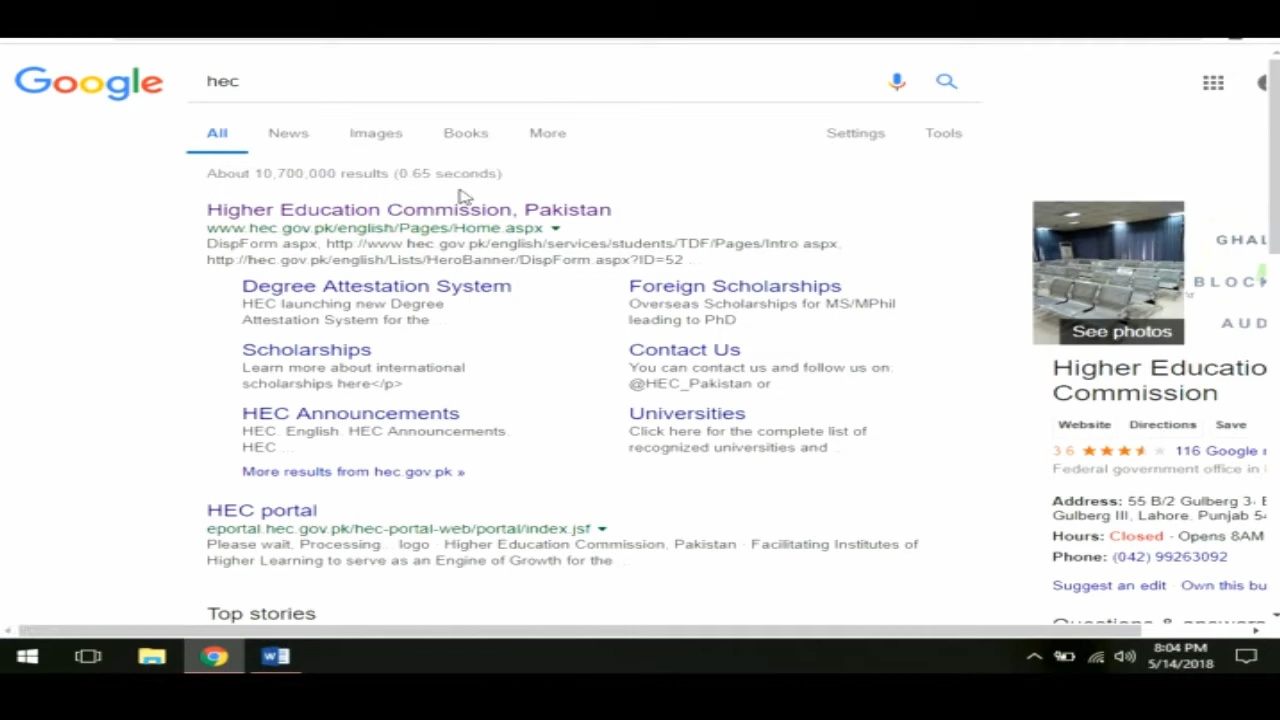 Google
hec
All News Images Books More Settings Tools
About 10,700,000 results (0.65 seconds)
Higher Education Commission, Pakistan
www.hec.gov.pk/english/Pages/Home.aspx
DispForm aspx, http://www hec gov pk/english/services/students/TDF/Pages/Intro aspx,
http://hec gov pk/english/Lists/HeroBanner/DispForm.aspx?ID=52 ...
Degree Attestation System
HEC launching new Degree
Attestation System for the ...
Foreign Scholarships
Overseas Scholarships for MS/MPhil
leading to PhD
Scholarships
Learn more about international
scholarships here</p>
Contact Us
You can contact us and follow us on:
@HEC_Pakistan or
HEC Announcements
HEC. English. HEC Announcements.
HEC ...
Universities
Click here for the complete list of
recognized universities and ...
More results from hec.gov.pk »
HEC portal
eportal.hec.gov.pk/hec-portal-web/portal/index.jsf
Please wait, Processing... logo · Higher Education Commission, Pakistan · Facilitating Institutes of
Higher Learning to serve as an Engine of Growth for the ...
Top stories
See photos
GHAL
BLOCK
AUD
Higher Educatio
Commission
Website Directions Save
3.6 116 Google r
Federal government office in
Address: 55 B/2 Gulberg 3- E
Gulberg III, Lahore, Punjab 54
Hours: Closed · Opens 8AM
Phone: (042) 99263092
Suggest an edit · Own this bu
Questions & answers
8:04 PM
5/14/2018